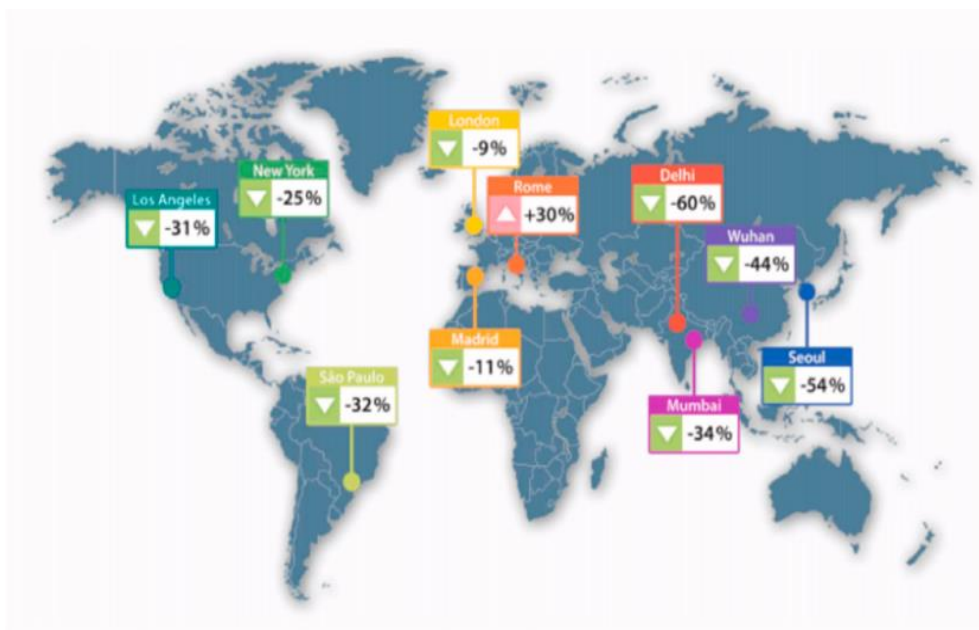 London
-9%
New York
-25%
Rome
+30%
Delhi
-60%
Los Angeles
-31%
Wuhan
-44%
Madrid
-11%
Seoul
-54%
São Paulo
-32%
Mumbai
-34%